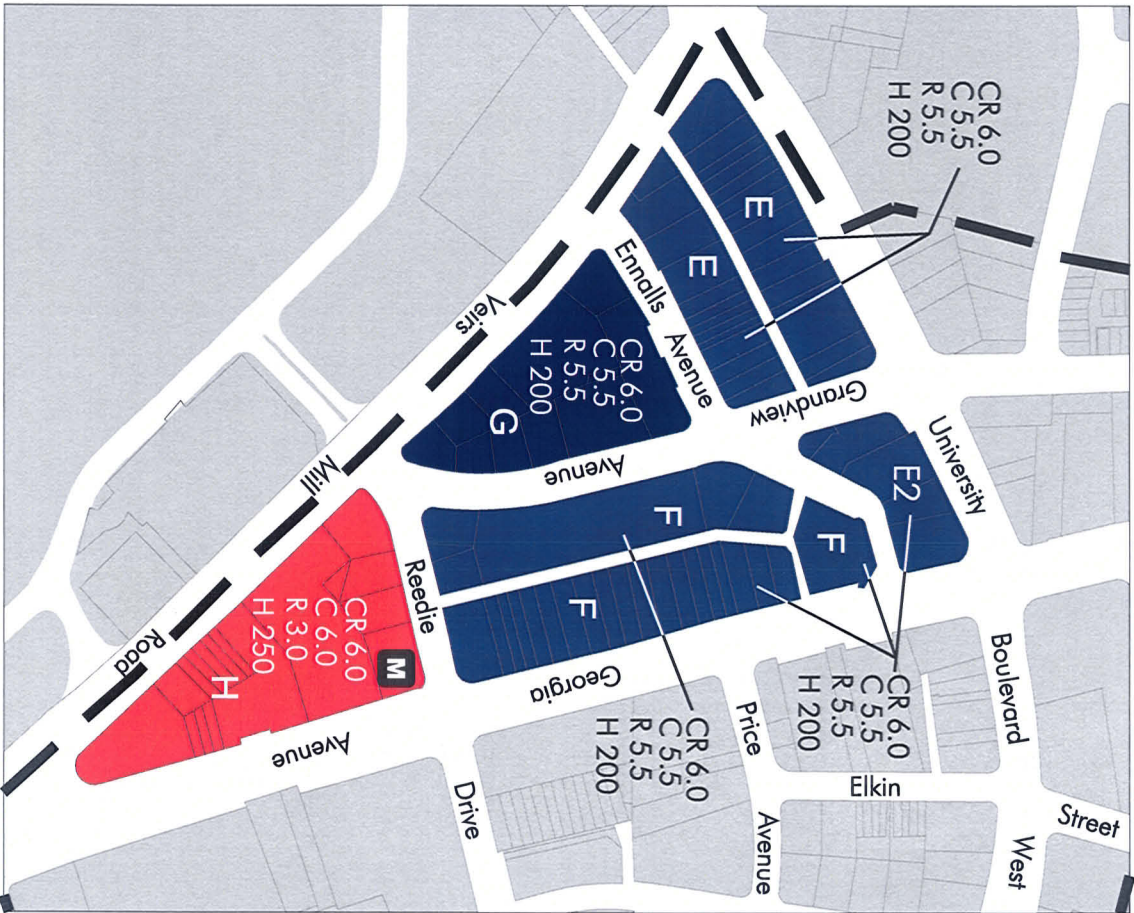 CR 6.0
C 5.5
R 5.5
H 200
E
E
Ennalls
Avenue
Grandview
Avenue
University
Boulevard
West
E2
Veirs
Mill
Road
CR 6.0
C 5.5
R 5.5
H 200
G
F
F
F
Reedie
Drive
CR 6.0
C 6.0
R 3.0
H 250
H
M
Georgia
Avenue
CR 6.0
C 5.5
R 5.5
H 200
CR 6.0
C 5.5
R 5.5
H 200
Price
Avenue
Elkin
Street